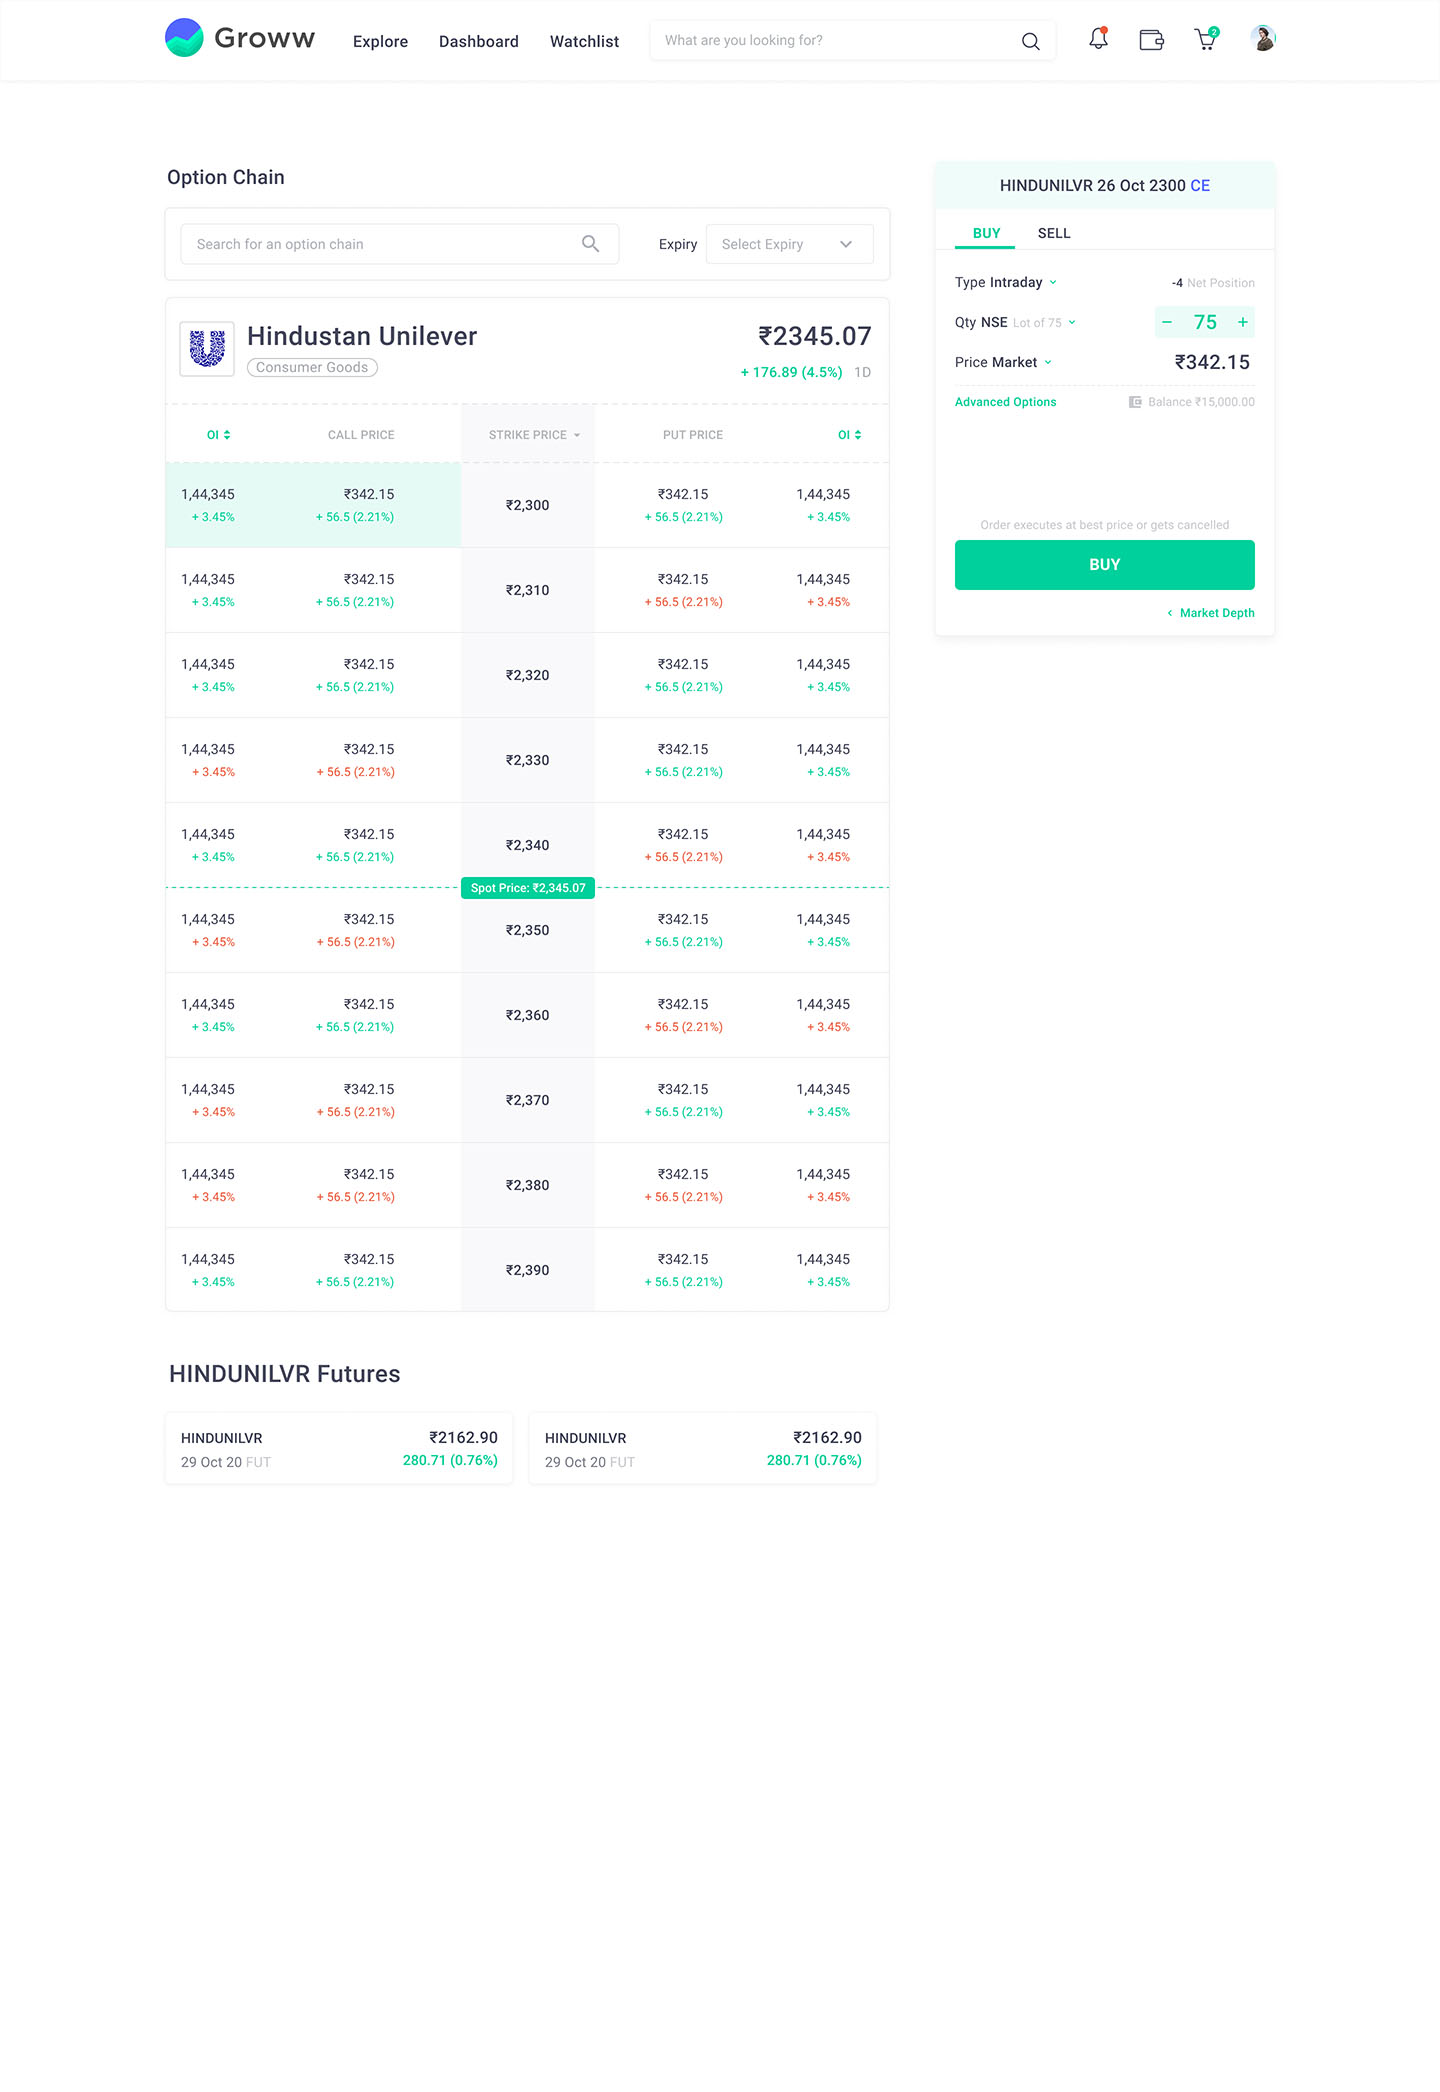 Groww Explore Dashboard Watchlist What are you looking for? 2
Option Chain
Search for an option chain Expiry Select Expiry
Hindustan Unilever ₹2345.07
Consumer Goods + 176.89 (4.5%) 1D
OI CALL PRICE STRIKE PRICE PUT PRICE OI
1,44,345 ₹342.15 ₹2,300 ₹342.15 1,44,345
+ 3.45% + 56.5 (2.21%) + 56.5 (2.21%) + 3.45%
1,44,345 ₹342.15 ₹2,310 ₹342.15 1,44,345
+ 3.45% + 56.5 (2.21%) + 56.5 (2.21%) + 3.45%
1,44,345 ₹342.15 ₹2,320 ₹342.15 1,44,345
+ 3.45% + 56.5 (2.21%) + 56.5 (2.21%) + 3.45%
1,44,345 ₹342.15 ₹2,330 ₹342.15 1,44,345
+ 3.45% + 56.5 (2.21%) + 56.5 (2.21%) + 3.45%
1,44,345 ₹342.15 ₹2,340 ₹342.15 1,44,345
+ 3.45% + 56.5 (2.21%) + 56.5 (2.21%) + 3.45%
Spot Price: ₹2,345.07
1,44,345 ₹342.15 ₹2,350 ₹342.15 1,44,345
+ 3.45% + 56.5 (2.21%) + 56.5 (2.21%) + 3.45%
1,44,345 ₹342.15 ₹2,360 ₹342.15 1,44,345
+ 3.45% + 56.5 (2.21%) + 56.5 (2.21%) + 3.45%
1,44,345 ₹342.15 ₹2,370 ₹342.15 1,44,345
+ 3.45% + 56.5 (2.21%) + 56.5 (2.21%) + 3.45%
1,44,345 ₹342.15 ₹2,380 ₹342.15 1,44,345
+ 3.45% + 56.5 (2.21%) + 56.5 (2.21%) + 3.45%
1,44,345 ₹342.15 ₹2,390 ₹342.15 1,44,345
+ 3.45% + 56.5 (2.21%) + 56.5 (2.21%) + 3.45%
HINDUNILVR Futures
HINDUNILVR ₹2162.90
29 Oct 20 FUT 280.71 (0.76%)
HINDUNILVR ₹2162.90
29 Oct 20 FUT 280.71 (0.76%)
HINDUNILVR 26 Oct 2300 CE
BUY SELL
Type Intraday -4 Net Position
Qty NSE Lot of 75 − 75 +
Price Market ₹342.15
Advanced Options Balance ₹15,000.00
Order executes at best price or gets cancelled
BUY
‹ Market Depth